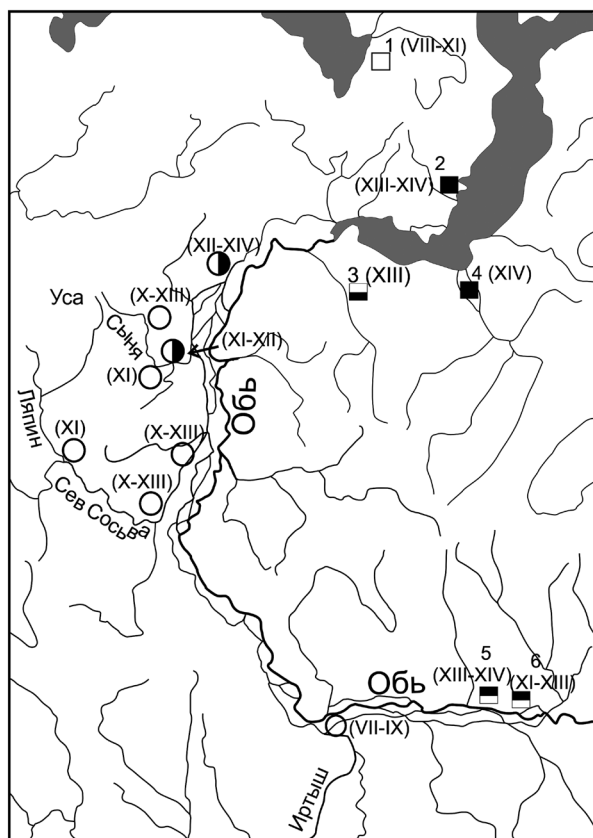 1 (VIII-XI)
2
(XIII-XIV)
(XII-XIV)
3 (XIII)
4 (XIV)
Уса
(X-XIII)
Сыня
(XI-XII)
(XI)
Ляпин
Обь
(XI)
(X-XIII)
(X-XIII)
Сев Сосьва
5
6
(XIII-XIV)
(XI-XIII)
Обь
(VII-IX)
Иртыш